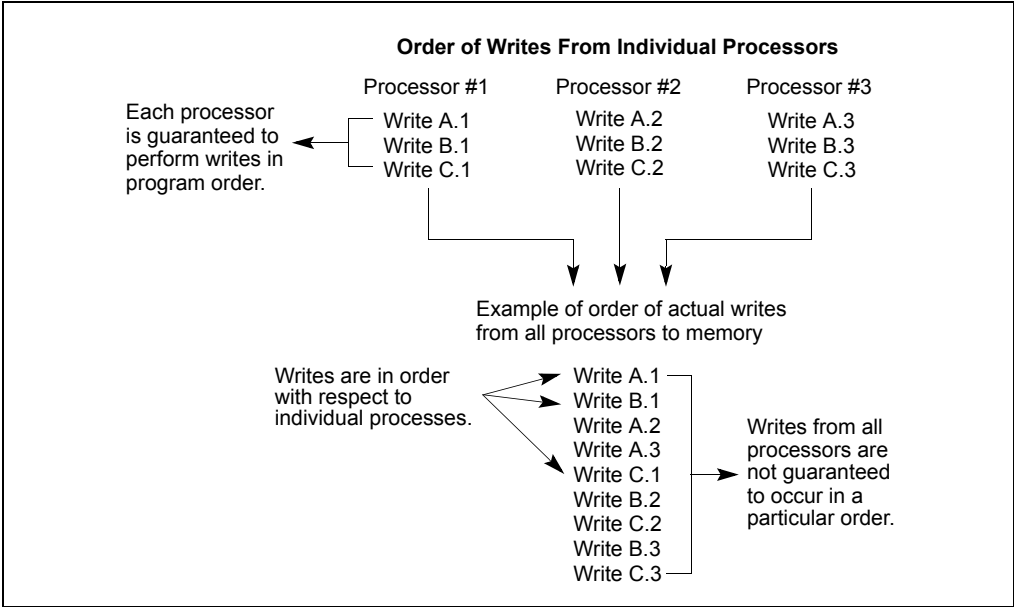 Order of Writes From Individual Processors
Processor #1
Processor #2
Processor #3
Each processor
is guaranteed to
perform writes in
program order.
Write A.1
Write B.1
Write C.1
Write A.2
Write B.2
Write C.2
Write A.3
Write B.3
Write C.3
Example of order of actual writes
from all processors to memory
Writes are in order
with respect to
individual processes.
Write A.1
Write B.1
Write A.2
Write A.3
Write C.1
Write B.2
Write C.2
Write B.3
Write C.3
Writes from all
processors are
not guaranteed
to occur in a
particular order.